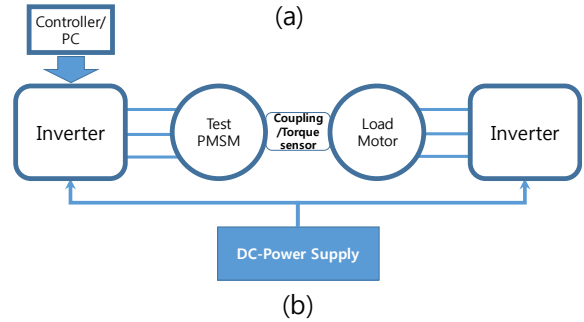 (a)
Controller/
PC
Inverter
Test
PMSM
Coupling
/Torque
sensor
Load
Motor
Inverter
DC-Power Supply
(b)